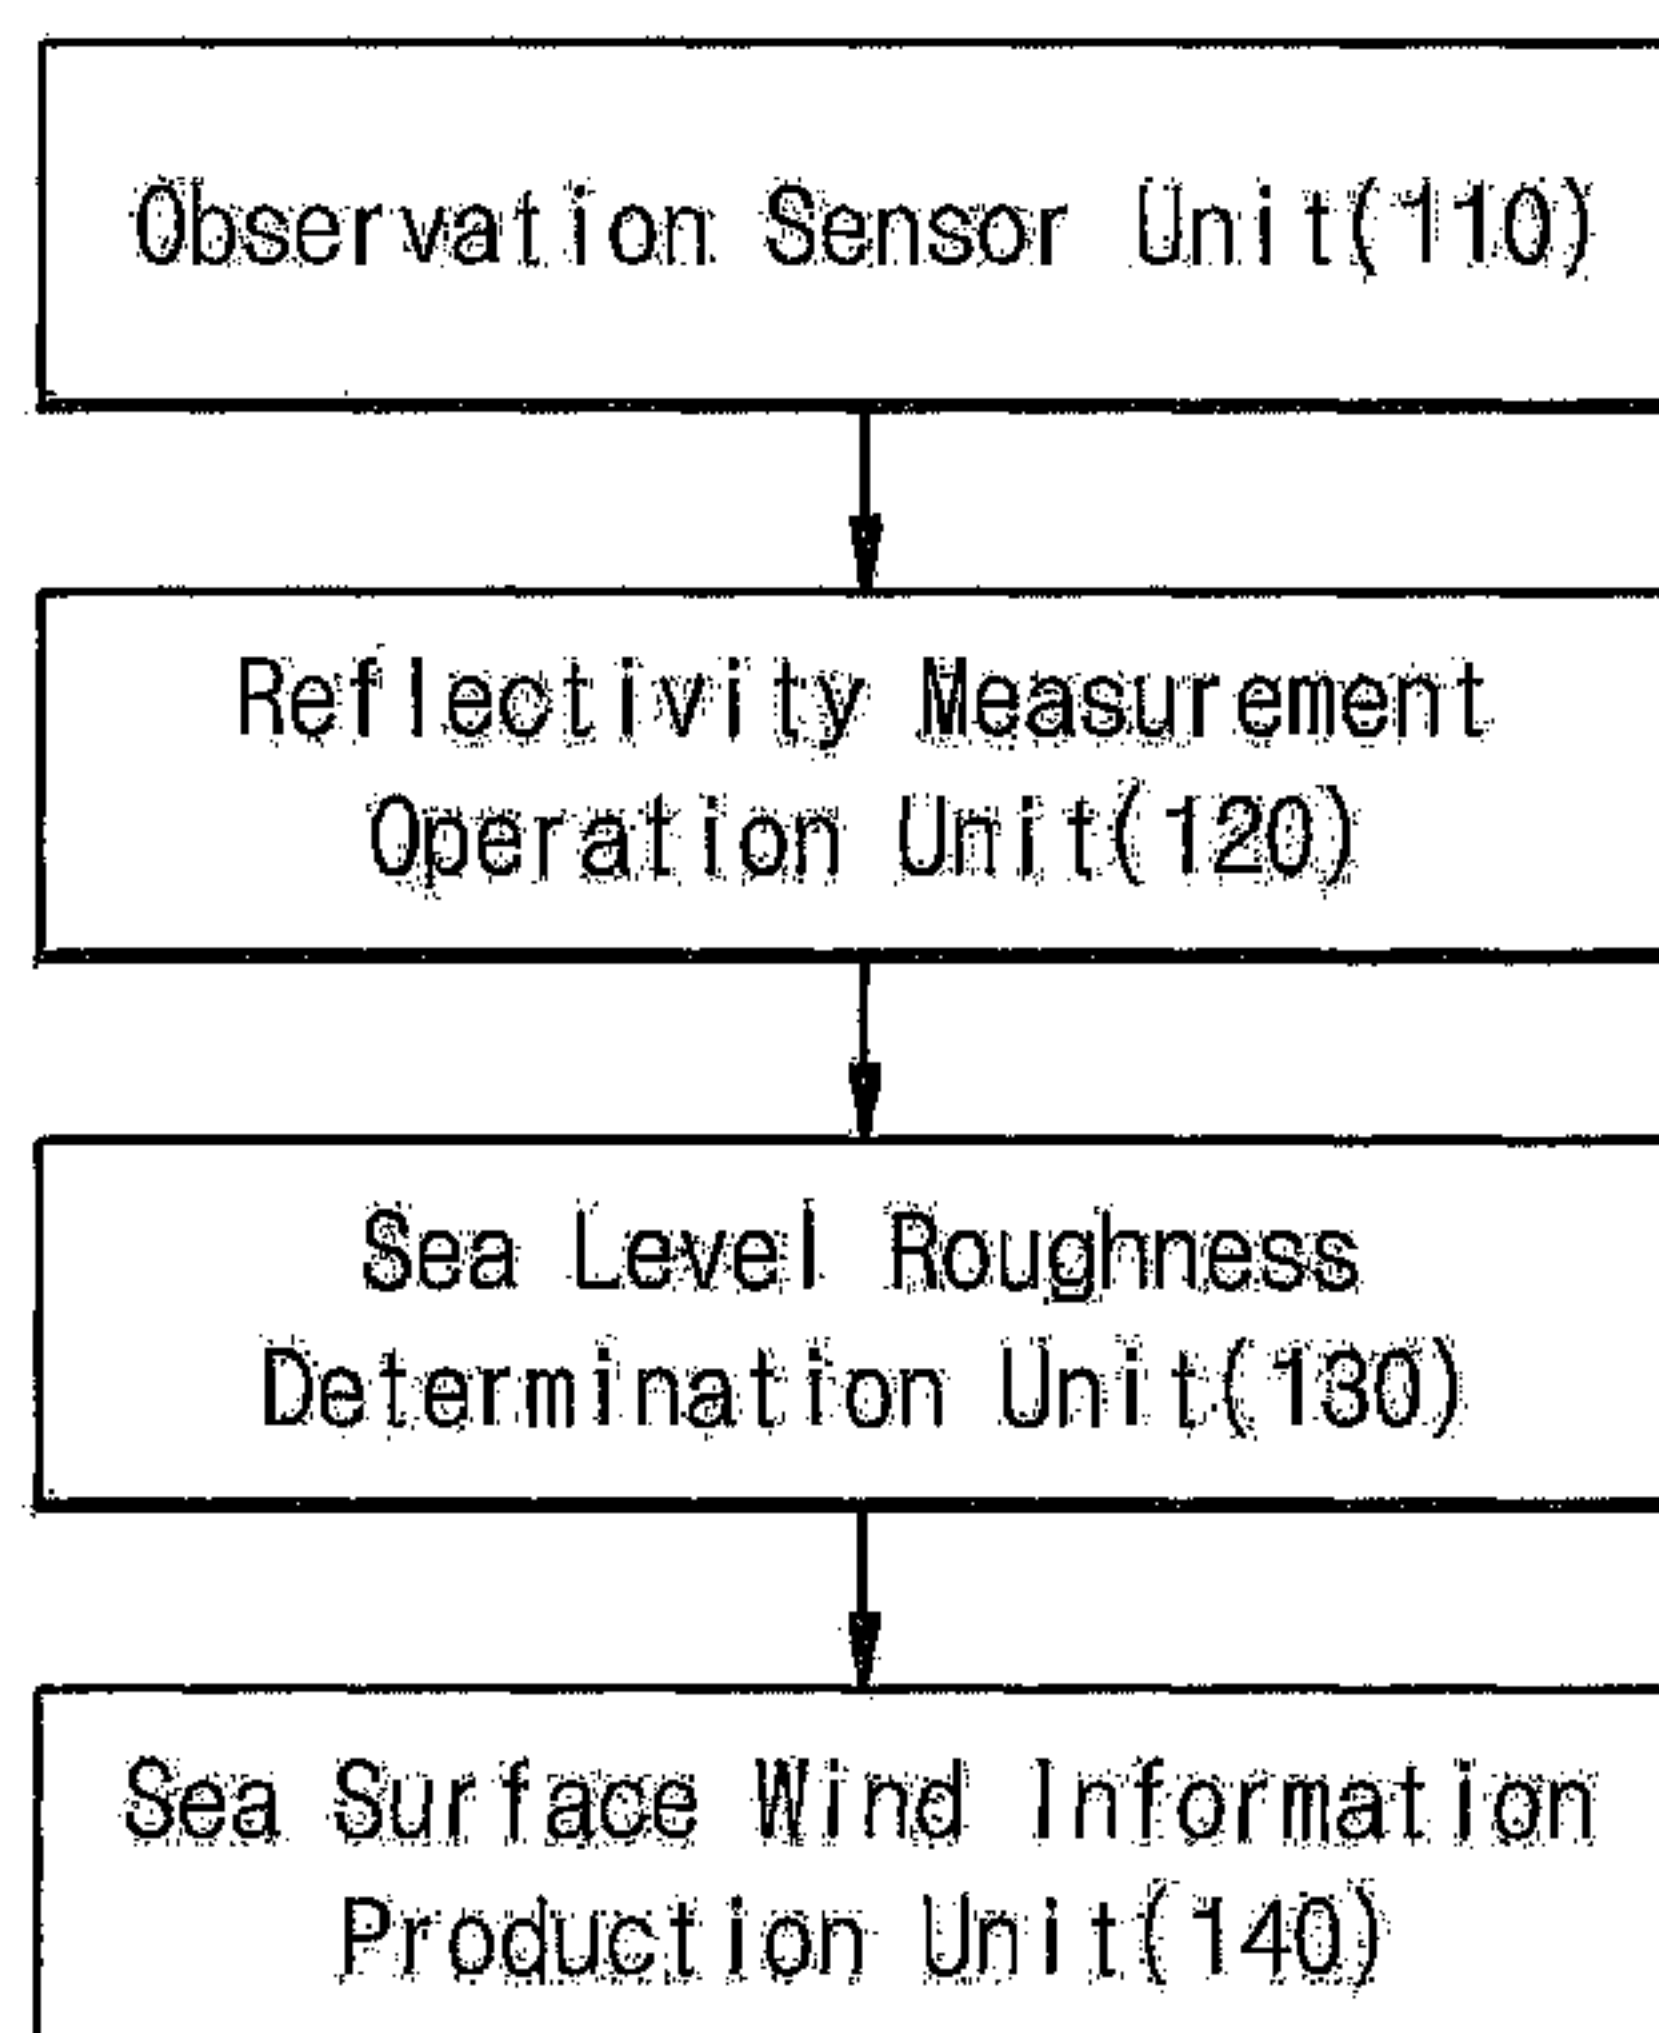 Observation Sensor Unit(110)
Reflectivity Measurement
Operation Unit(120)
Sea Level Roughness
Determination Unit(130)
Sea Surface Wind Information
Production Unit(140)